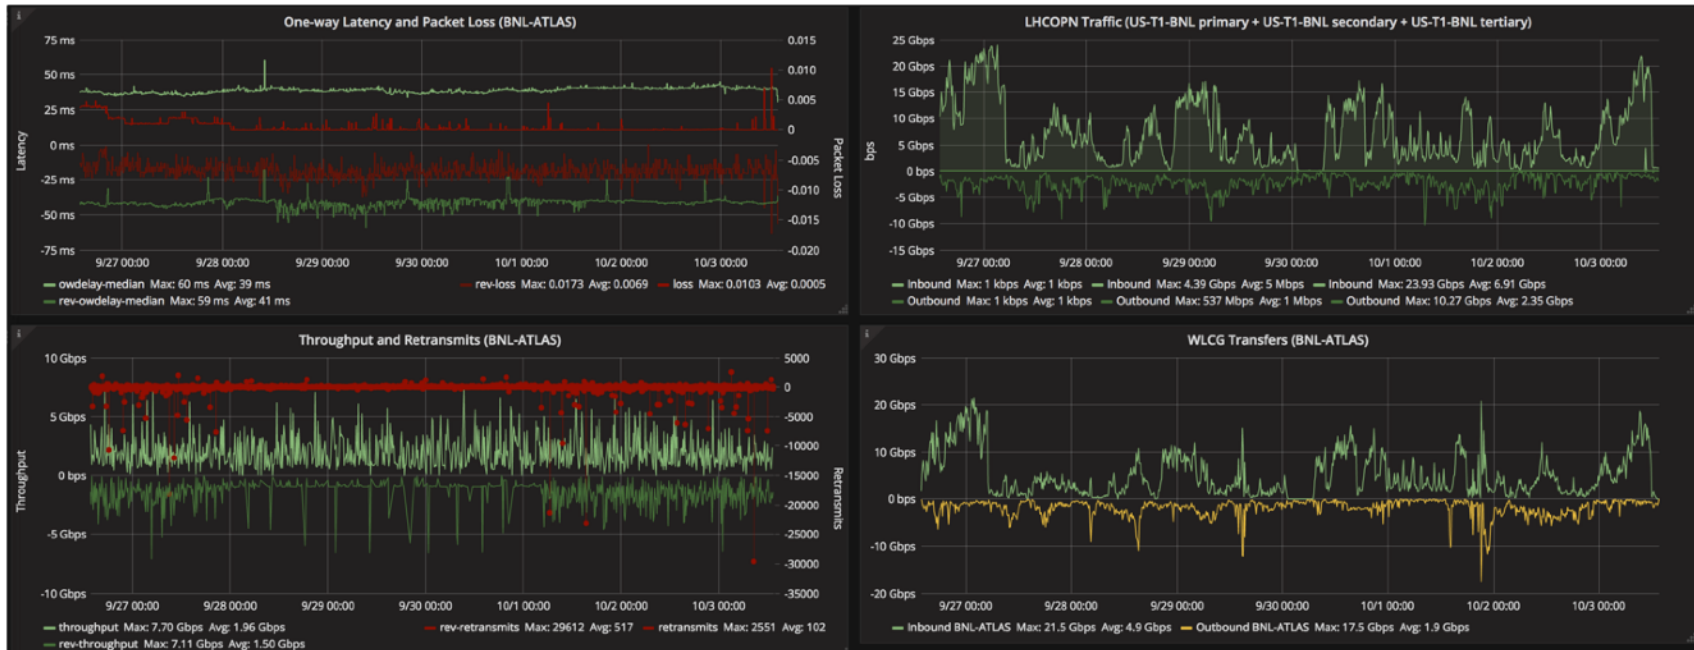 One-way Latency and Packet Loss (BNL-ATLAS)
75 ms
50 ms
25 ms
0 ms
-25 ms
-50 ms
-75 ms
Latency
0.015
0.010
0.005
0
-0.005
-0.010
-0.015
-0.020
Packet Loss
9/27 00:00 9/28 00:00 9/29 00:00 9/30 00:00 10/1 00:00 10/2 00:00 10/3 00:00
owdelay-median Max: 60 ms Avg: 39 ms rev-loss Max: 0.0173 Avg: 0.0069 loss Max: 0.0103 Avg: 0.0005
rev-owdelay-median Max: 59 ms Avg: 41 ms
LHCOPN Traffic (US-T1-BNL primary + US-T1-BNL secondary + US-T1-BNL tertiary)
25 Gbps
20 Gbps
15 Gbps
10 Gbps
5 Gbps
0 bps
-5 Gbps
-10 Gbps
-15 Gbps
bps
9/27 00:00 9/28 00:00 9/29 00:00 9/30 00:00 10/1 00:00 10/2 00:00 10/3 00:00
Inbound Max: 1 kbps Avg: 1 kbps Inbound Max: 4.39 Gbps Avg: 5 Mbps Inbound Max: 23.93 Gbps Avg: 6.91 Gbps
Outbound Max: 1 kbps Avg: 1 kbps Outbound Max: 537 Mbps Avg: 1 Mbps Outbound Max: 10.27 Gbps Avg: 2.35 Gbps
Throughput and Retransmits (BNL-ATLAS)
10 Gbps
5 Gbps
0 bps
-5 Gbps
-10 Gbps
Throughput
5000
0
-5000
-10000
-15000
-20000
-25000
-30000
-35000
Retransmits
9/27 00:00 9/28 00:00 9/29 00:00 9/30 00:00 10/1 00:00 10/2 00:00 10/3 00:00
throughput Max: 7.70 Gbps Avg: 1.96 Gbps rev-retransmits Max: 29612 Avg: 517 retransmits Max: 2551 Avg: 102
rev-throughput Max: 7.11 Gbps Avg: 1.50 Gbps
WLCG Transfers (BNL-ATLAS)
30 Gbps
20 Gbps
10 Gbps
0 bps
-10 Gbps
-20 Gbps
9/27 00:00 9/28 00:00 9/29 00:00 9/30 00:00 10/1 00:00 10/2 00:00 10/3 00:00
Inbound BNL-ATLAS Max: 21.5 Gbps Avg: 4.9 Gbps Outbound BNL-ATLAS Max: 17.5 Gbps Avg: 1.9 Gbps